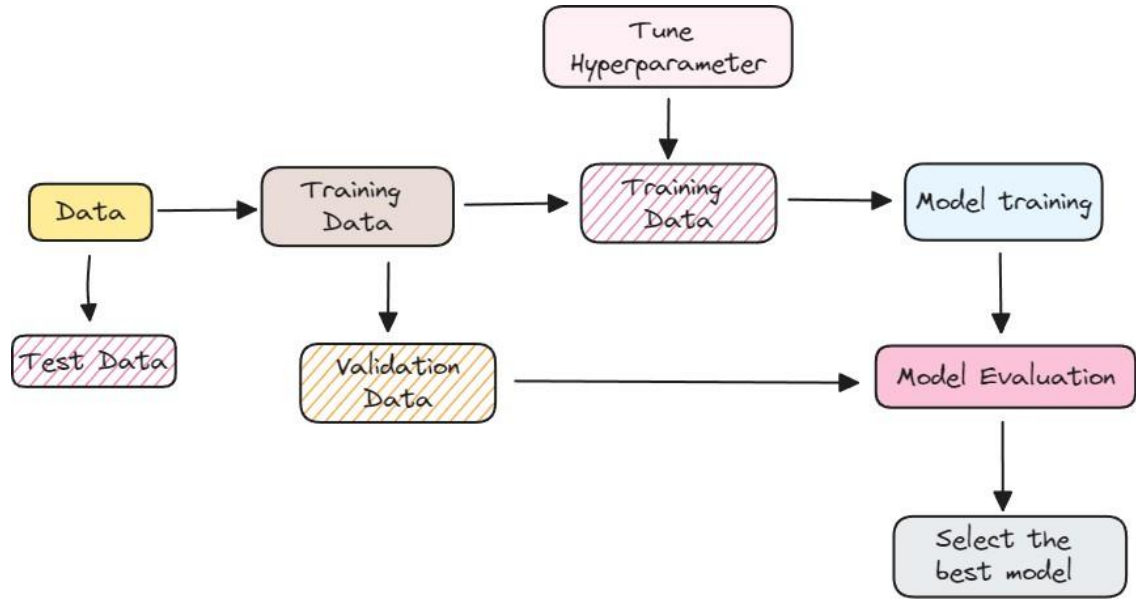 Tune
Hyperparameter
Data
Training
Data
Training
Data
Model training
Test Data
Validation
Data
Model Evaluation
Select the
best model